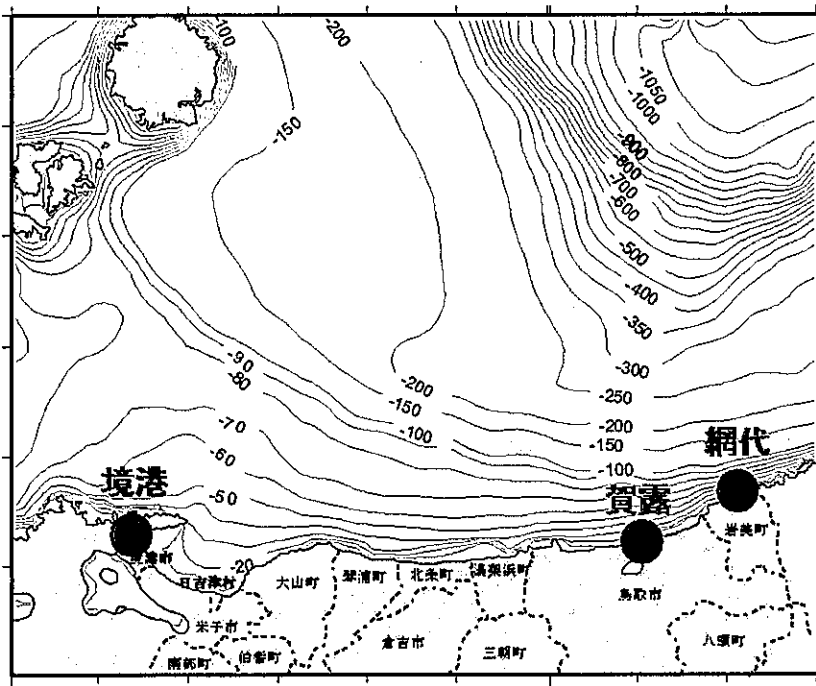 -100
-200
-150
-1050
-1000
-900
-800
-700
-600
-500
-400
-350
-300
-250
-90
-80
-200
-150
-100
-200
-150
-100
-70
-60
-50
-20
網代
境港
賀露
岩美町
日吉津村
大山町
琴浦町
北条町
湯梨浜町
鳥取市
米子市
南部町
伯耆町
倉吉市
三朝町
八頭町